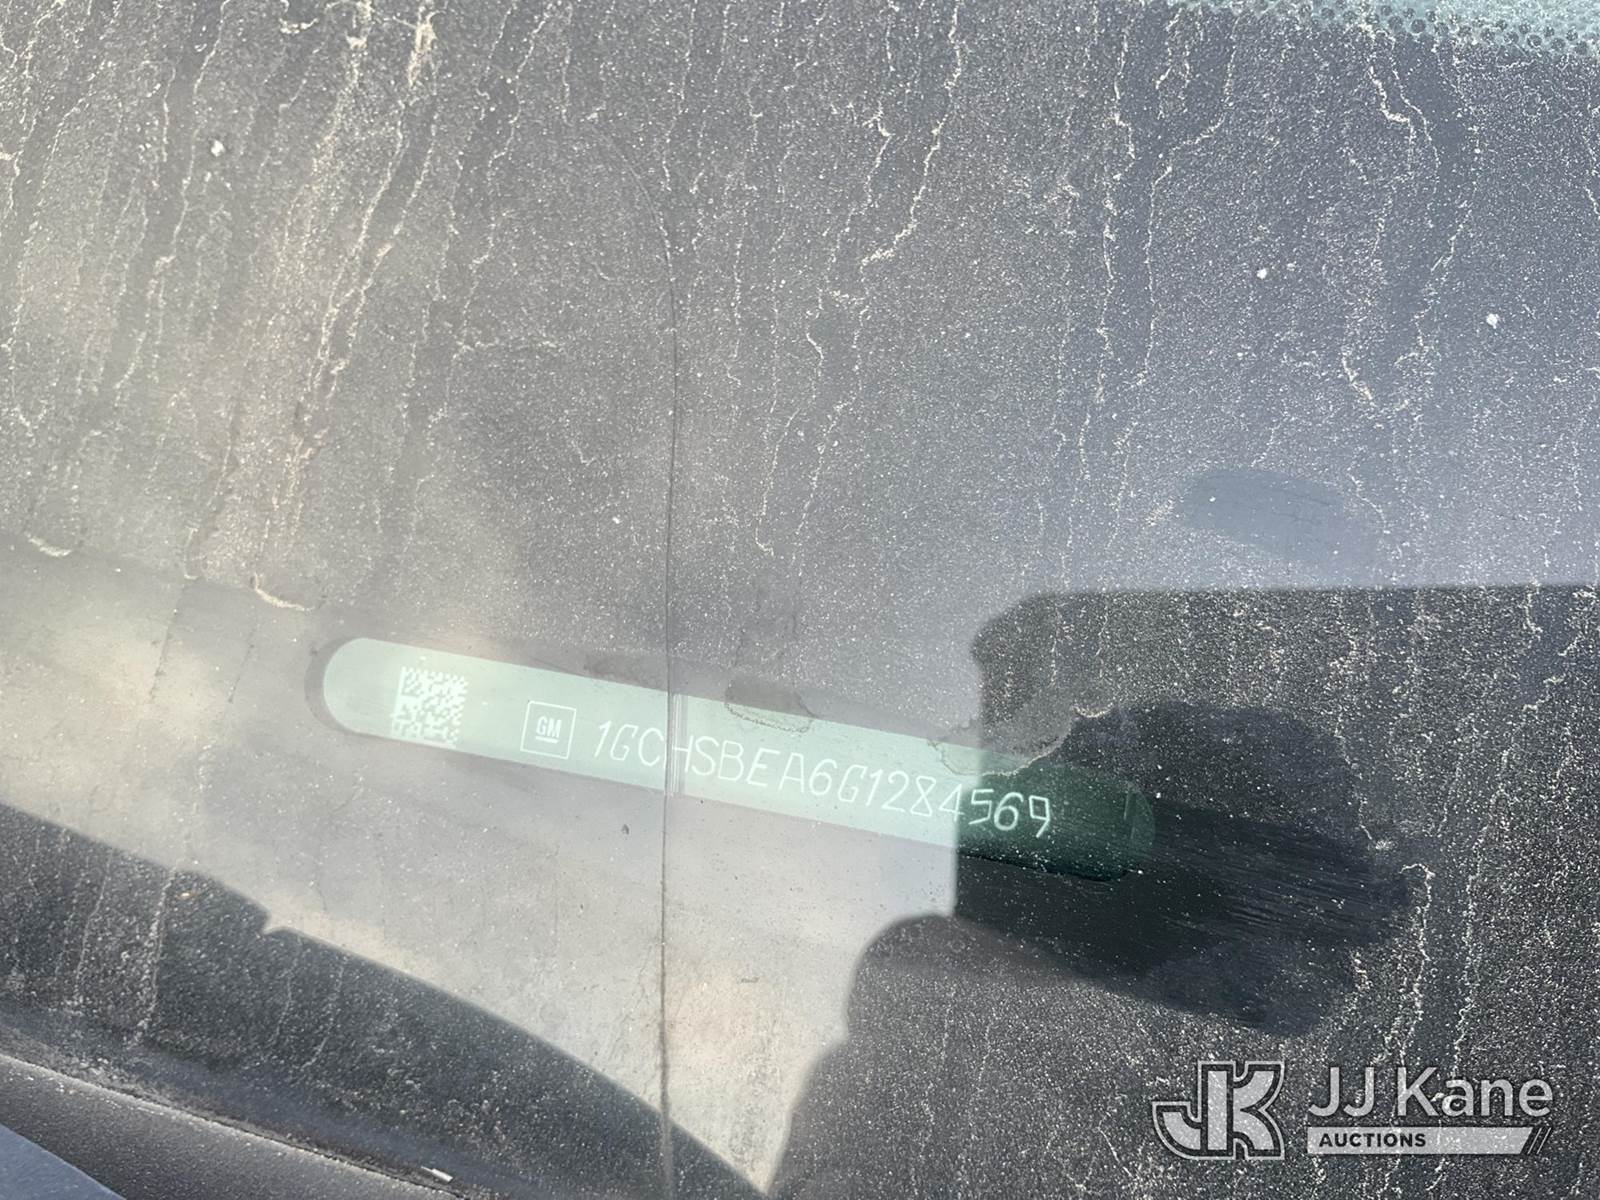 GM 1GCHSBEA6G1284569
JJ Kane
AUCTIONS